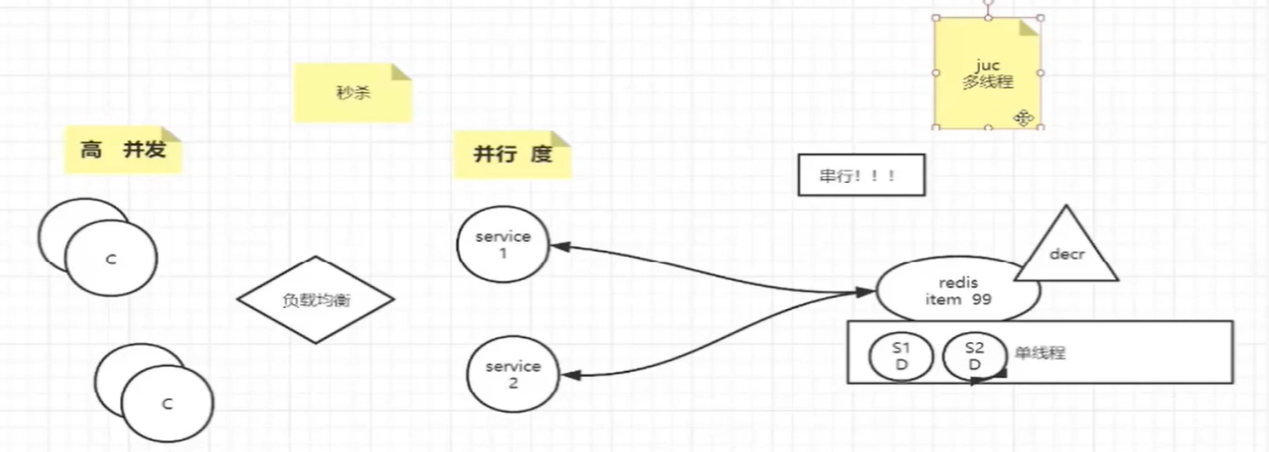 juc
多线程
秒杀
高 并发
并行 度
串行！！！
service
1
decr
C
负载均衡
redis
item 99
S1
D
S2
D
单线程
service
2
C